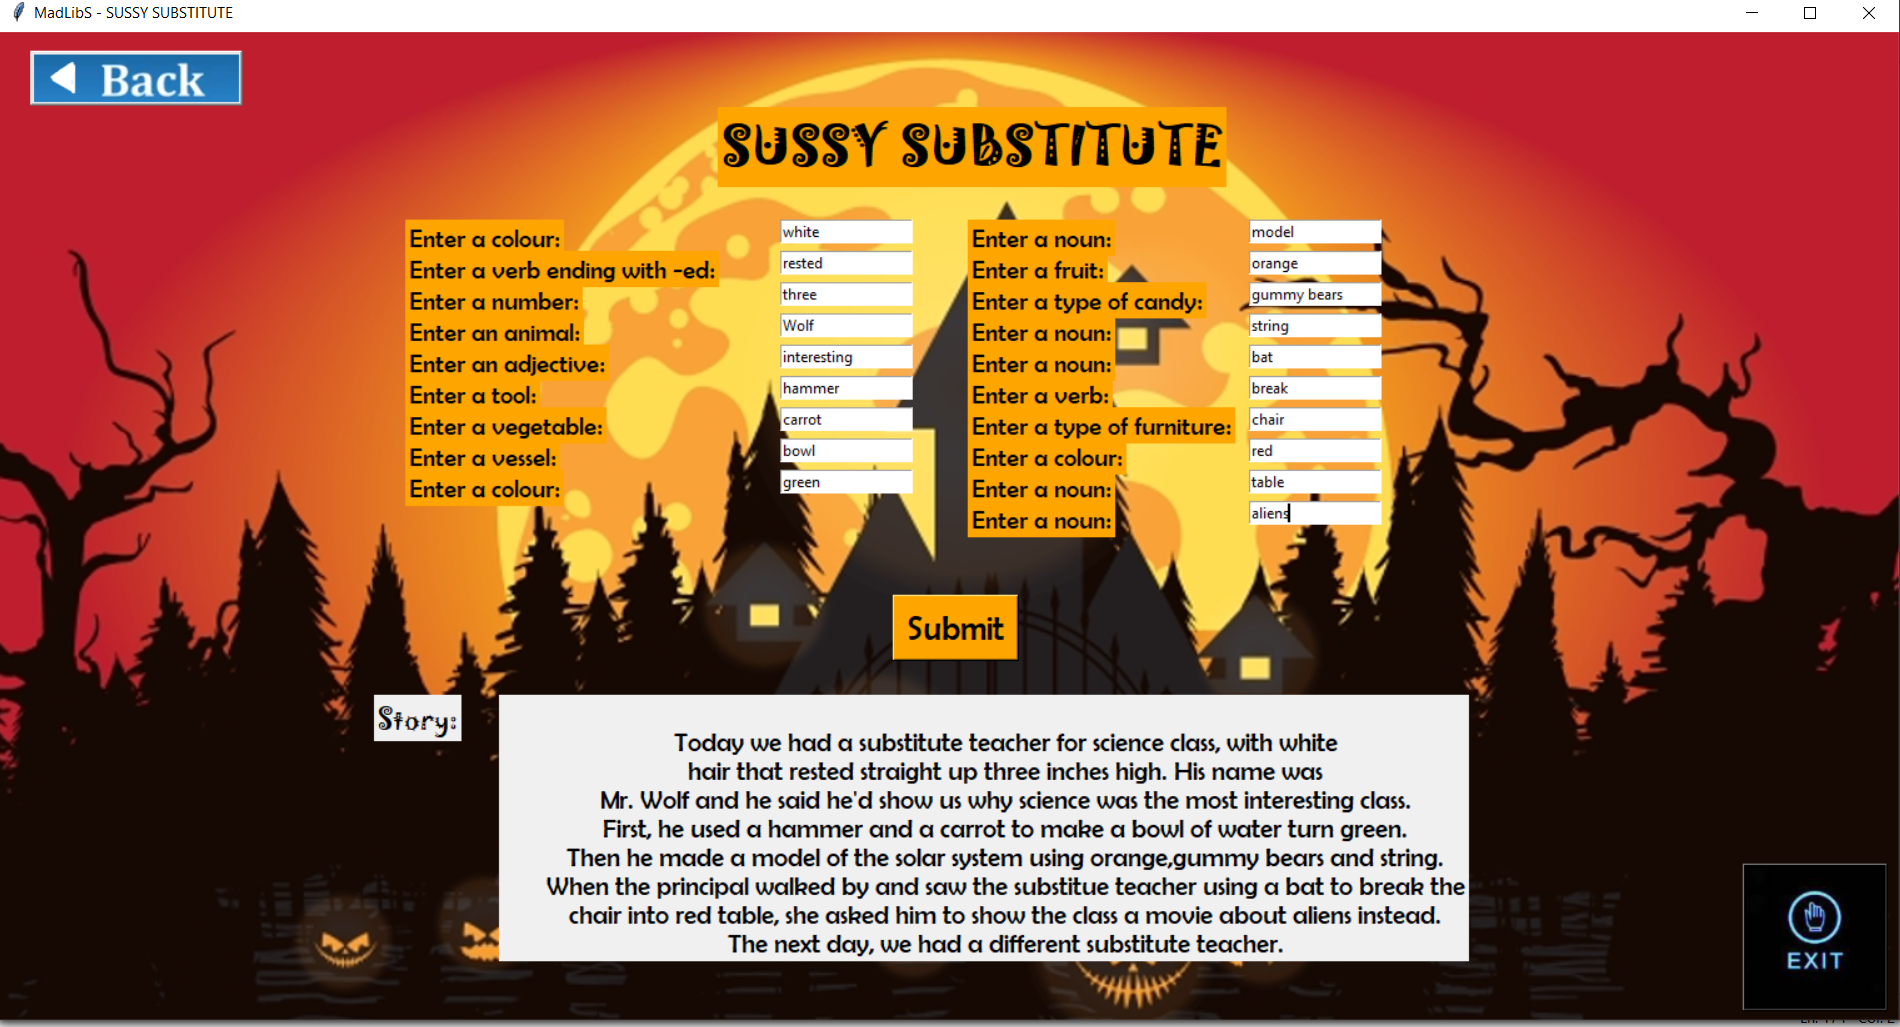 MadLibS - SUSSY SUBSTITUTE
Back
SUSSY SUBSTITUTE
Enter a colour: white
Enter a verb ending with -ed: rested
Enter a number: three
Enter an animal: Wolf
Enter an adjective: interesting
Enter a tool: hammer
Enter a vegetable: carrot
Enter a vessel: bowl
Enter a colour: green
Enter a noun: model
Enter a fruit: orange
Enter a type of candy: gummy bears
Enter a noun: string
Enter a noun: bat
Enter a verb: break
Enter a type of furniture: chair
Enter a colour: red
Enter a noun: table
Enter a noun: aliens
Submit
Story:
Today we had a substitute teacher for science class, with white
hair that rested straight up three inches high. His name was
Mr. Wolf and he said he'd show us why science was the most interesting class.
First, he used a hammer and a carrot to make a bowl of water turn green.
Then he made a model of the solar system using orange,gummy bears and string.
When the principal walked by and saw the substitue teacher using a bat to break the
chair into red table, she asked him to show the class a movie about aliens instead.
The next day, we had a different substitute teacher.
EXIT